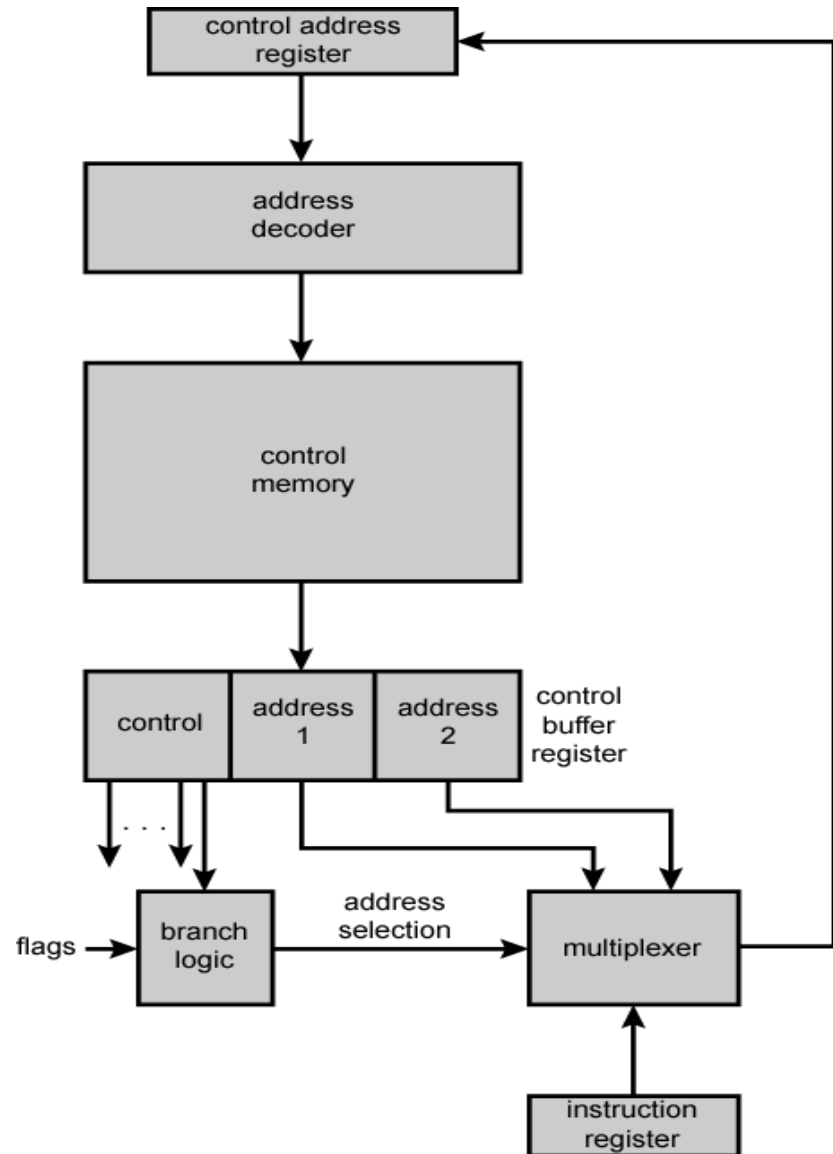 control address
register
address
decoder
control
memory
control
address
1
address
2
control
buffer
register
. . .
flags
branch
logic
address
selection
multiplexer
instruction
register